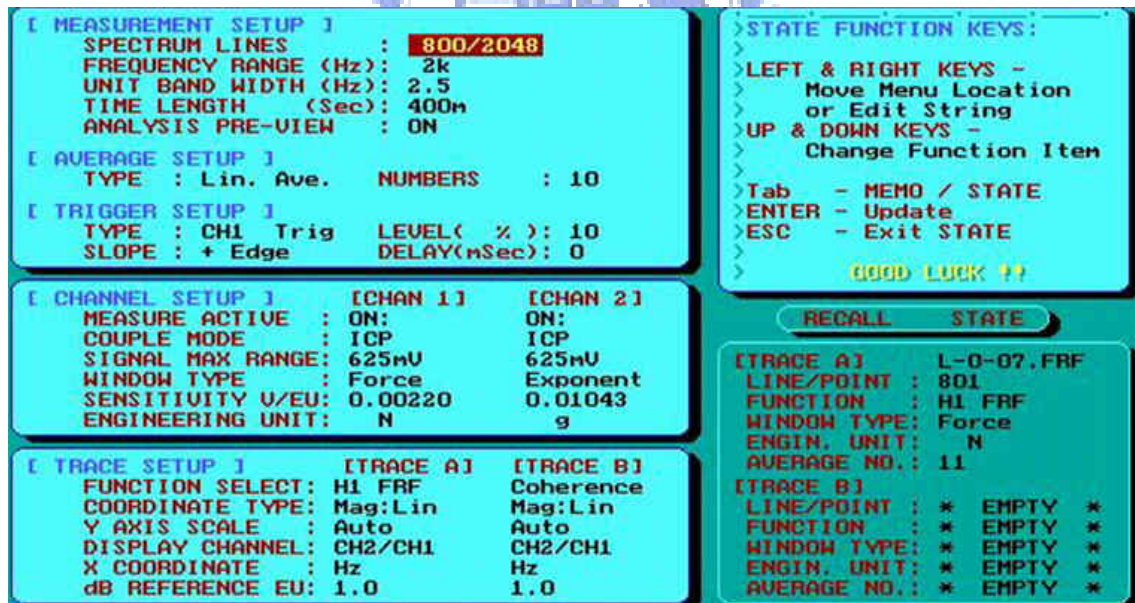 [ MEASUREMENT SETUP ]
SPECTRUM LINES : 800/2048
FREQUENCY RANGE (Hz): 2k
UNIT BAND WIDTH (Hz): 2.5
TIME LENGTH (Sec): 400m
ANALYSIS PRE-VIEW : ON
[ AVERAGE SETUP ]
TYPE : Lin. Ave. NUMBERS : 10
[ TRIGGER SETUP ]
TYPE : CH1 Trig LEVEL( % ): 10
SLOPE : + Edge DELAY(mSec): 0
[ CHANNEL SETUP ] [CHAN 1] [CHAN 2]
MEASURE ACTIVE : ON: ON:
COUPLE MODE : ICP ICP
SIGNAL MAX RANGE: 625mV 625mV
WINDOW TYPE : Force Exponent
SENSITIVITY V/EU: 0.00220 0.01043
ENGINEERING UNIT: N g
[ TRACE SETUP ] [TRACE A] [TRACE B]
FUNCTION SELECT: H1 FRF Coherence
COORDINATE TYPE: Mag:Lin Mag:Lin
Y AXIS SCALE : Auto Auto
DISPLAY CHANNEL: CH2/CH1 CH2/CH1
X COORDINATE : Hz Hz
dB REFERENCE EU: 1.0 1.0
>STATE FUNCTION KEYS:
>
>LEFT & RIGHT KEYS -
> Move Menu Location
> or Edit String
>UP & DOWN KEYS -
> Change Function Item
>
>Tab - MEMO / STATE
>ENTER - Update
>ESC - Exit STATE
>
> GOOD LUCK !!
RECALL STATE
[TRACE A] L-0-07.FRF
LINE/POINT : 801
FUNCTION : H1 FRF
WINDOW TYPE: Force
ENGIN. UNIT: N
AVERAGE NO.: 11
[TRACE B]
LINE/POINT : * EMPTY *
FUNCTION : * EMPTY *
WINDOW TYPE: * EMPTY *
ENGIN. UNIT: * EMPTY *
AVERAGE NO.: * EMPTY *